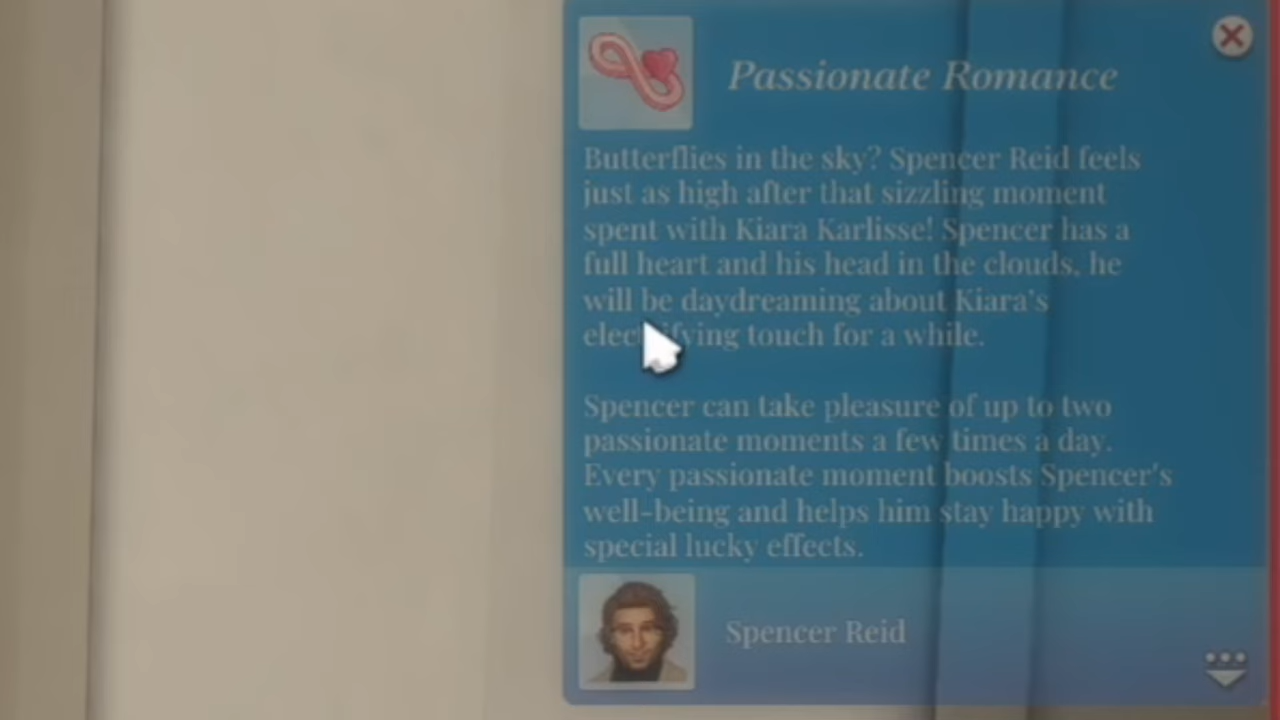 Passionate Romance
Butterflies in the sky? Spencer Reid feels
just as high after that sizzling moment
spent with Kiara Karlisse! Spencer has a
full heart and his head in the clouds, he
will be daydreaming about Kiara's
electrifying touch for a while.
Spencer can take pleasure of up to two
passionate moments a few times a day.
Every passionate moment boosts Spencer's
well-being and helps him stay happy with
special lucky effects.
Spencer Reid